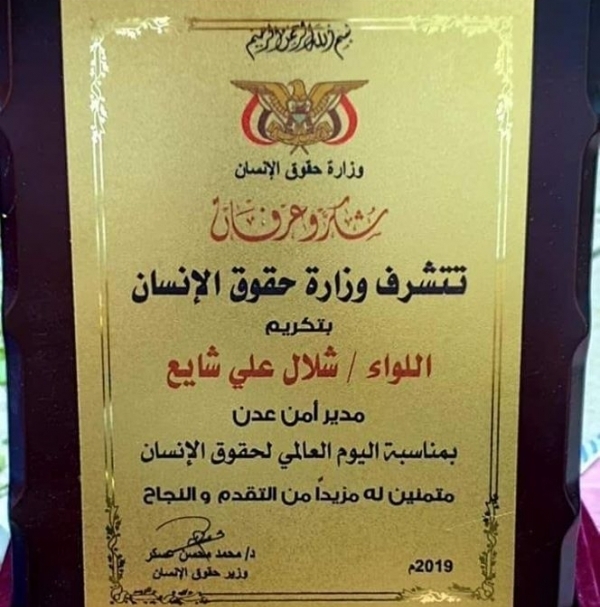 بسم الله الرحمن الرحيم
وزارة حقوق الإنسان
شكر وعرفان
تتشرف وزارة حقوق الإنسان
بتكريم
اللواء / شلال علي شايع
مدير أمن عدن
بمناسبة اليوم العالمي لحقوق الإنسان
متمنين له مزيداً من التقدم والنجاح
د/ محمد محسن عسكر
وزير حقوق الإنسان
2019م